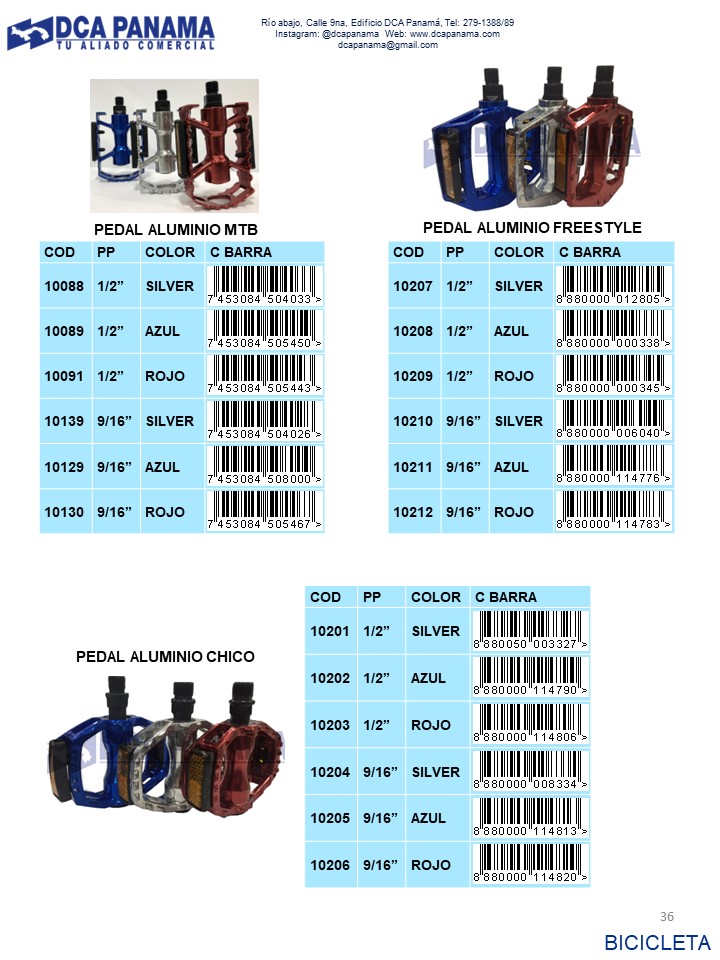 DCA PANAMA
TU ALIADO COMERCIAL
Río abajo, Calle 9na, Edificio DCA Panamá, Tel: 279-1388/89
Instagram: @dcapanama Web: www.dcapanama.com
dcapanama@gmail.com
PEDAL ALUMINIO MTB
COD PP COLOR C BARRA
10088 1/2” SILVER 7 453084 504033 >
10089 1/2” AZUL 7 453084 505450 >
10091 1/2” ROJO 7 453084 505443 >
10139 9/16” SILVER 7 453084 504026 >
10129 9/16” AZUL 7 453084 508000 >
10130 9/16” ROJO 7 453084 505467 >
PEDAL ALUMINIO FREESTYLE
COD PP COLOR C BARRA
10207 1/2” SILVER 8 880000 012805 >
10208 1/2” AZUL 8 880000 000338 >
10209 1/2” ROJO 8 880000 000345 >
10210 9/16” SILVER 8 880000 006040 >
10211 9/16” AZUL 8 880000 114776 >
10212 9/16” ROJO 8 880000 114783 >
PEDAL ALUMINIO CHICO
COD PP COLOR C BARRA
10201 1/2” SILVER 8 880050 003327 >
10202 1/2” AZUL 8 880000 114790 >
10203 1/2” ROJO 8 880000 114806 >
10204 9/16” SILVER 8 880000 008334 >
10205 9/16” AZUL 8 880000 114813 >
10206 9/16” ROJO 8 880000 114820 >
36
BICICLETA